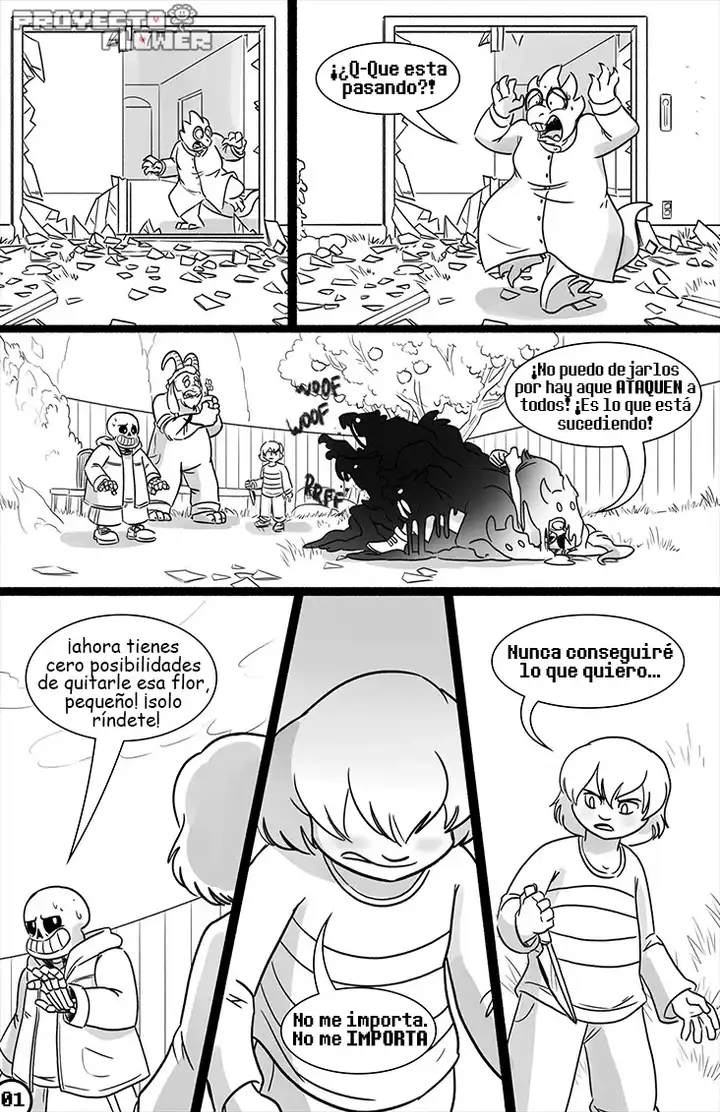 PROYECTO
FLOWER
¡¿Q-Que esta
pasando?!
WOOF
WOOF
RRFF
¡No puedo dejarlos
por hay aque ATAQUEN a
todos! ¡Es lo que está
sucediendo!
¡ahora tienes
cero posibilidades
de quitarle esa flor,
pequeño! ¡solo
ríndete!
No me importa.
No me IMPORTA
Nunca conseguiré
lo que quiero...
01